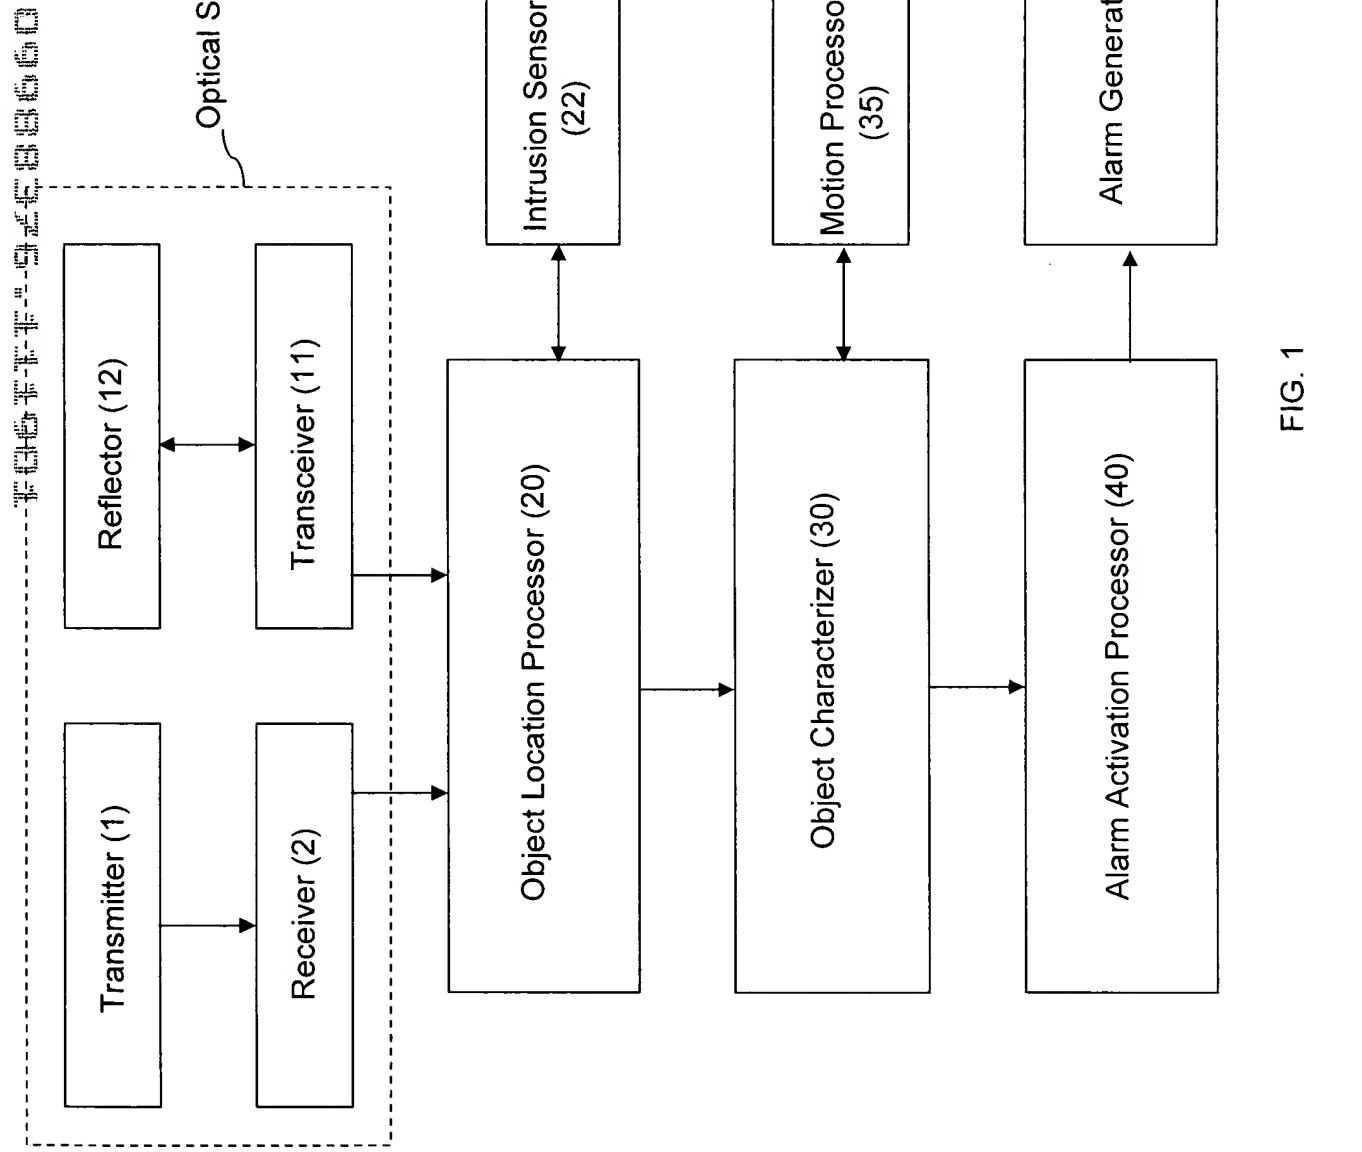 Optical S
Transmitter (1)
Reflector (12)
Receiver (2)
Transceiver (11)
Object Location Processor (20)
Intrusion Sensor
(22)
Object Characterizer (30)
Motion Processo
(35)
Alarm Activation Processor (40)
Alarm Generat
FIG. 1